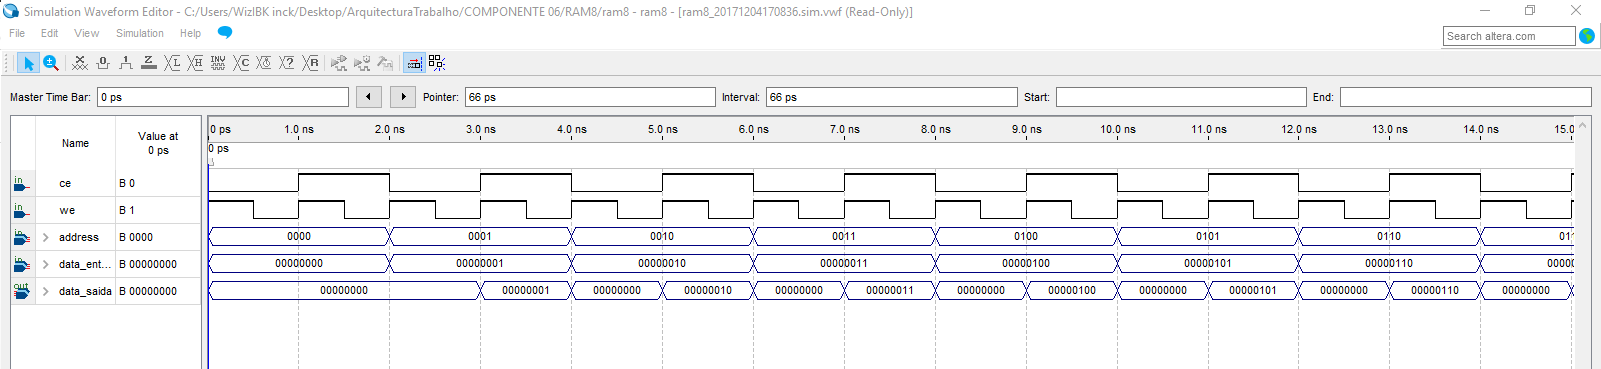 Simulation Waveform Editor - C:/Users/WizIBK inck/Desktop/ArquitecturaTrabalho/COMPONENTE 06/RAM8/ram8 - ram8 - [ram8_20171204170836.sim.vwf (Read-Only)]
File Edit View Simulation Help
Search altera.com
Master Time Bar: 0 ps Pointer: 66 ps Interval: 66 ps Start: End:
Name Value at 0 ps
0 ps 1.0 ns 2.0 ns 3.0 ns 4.0 ns 5.0 ns 6.0 ns 7.0 ns 8.0 ns 9.0 ns 10.0 ns 11.0 ns 12.0 ns 13.0 ns 14.0 ns 15.0
0 ps
in ce B 0
in we B 1
in address B 0000 0000 0001 0010 0011 0100 0101 0110 011
in data_ent... B 00000000 00000000 00000001 00000010 00000011 00000100 00000101 00000110 0000
out data_saida B 00000000 00000000 00000001 00000000 00000010 00000000 00000011 00000000 00000100 00000000 00000101 00000000 00000110 00000000